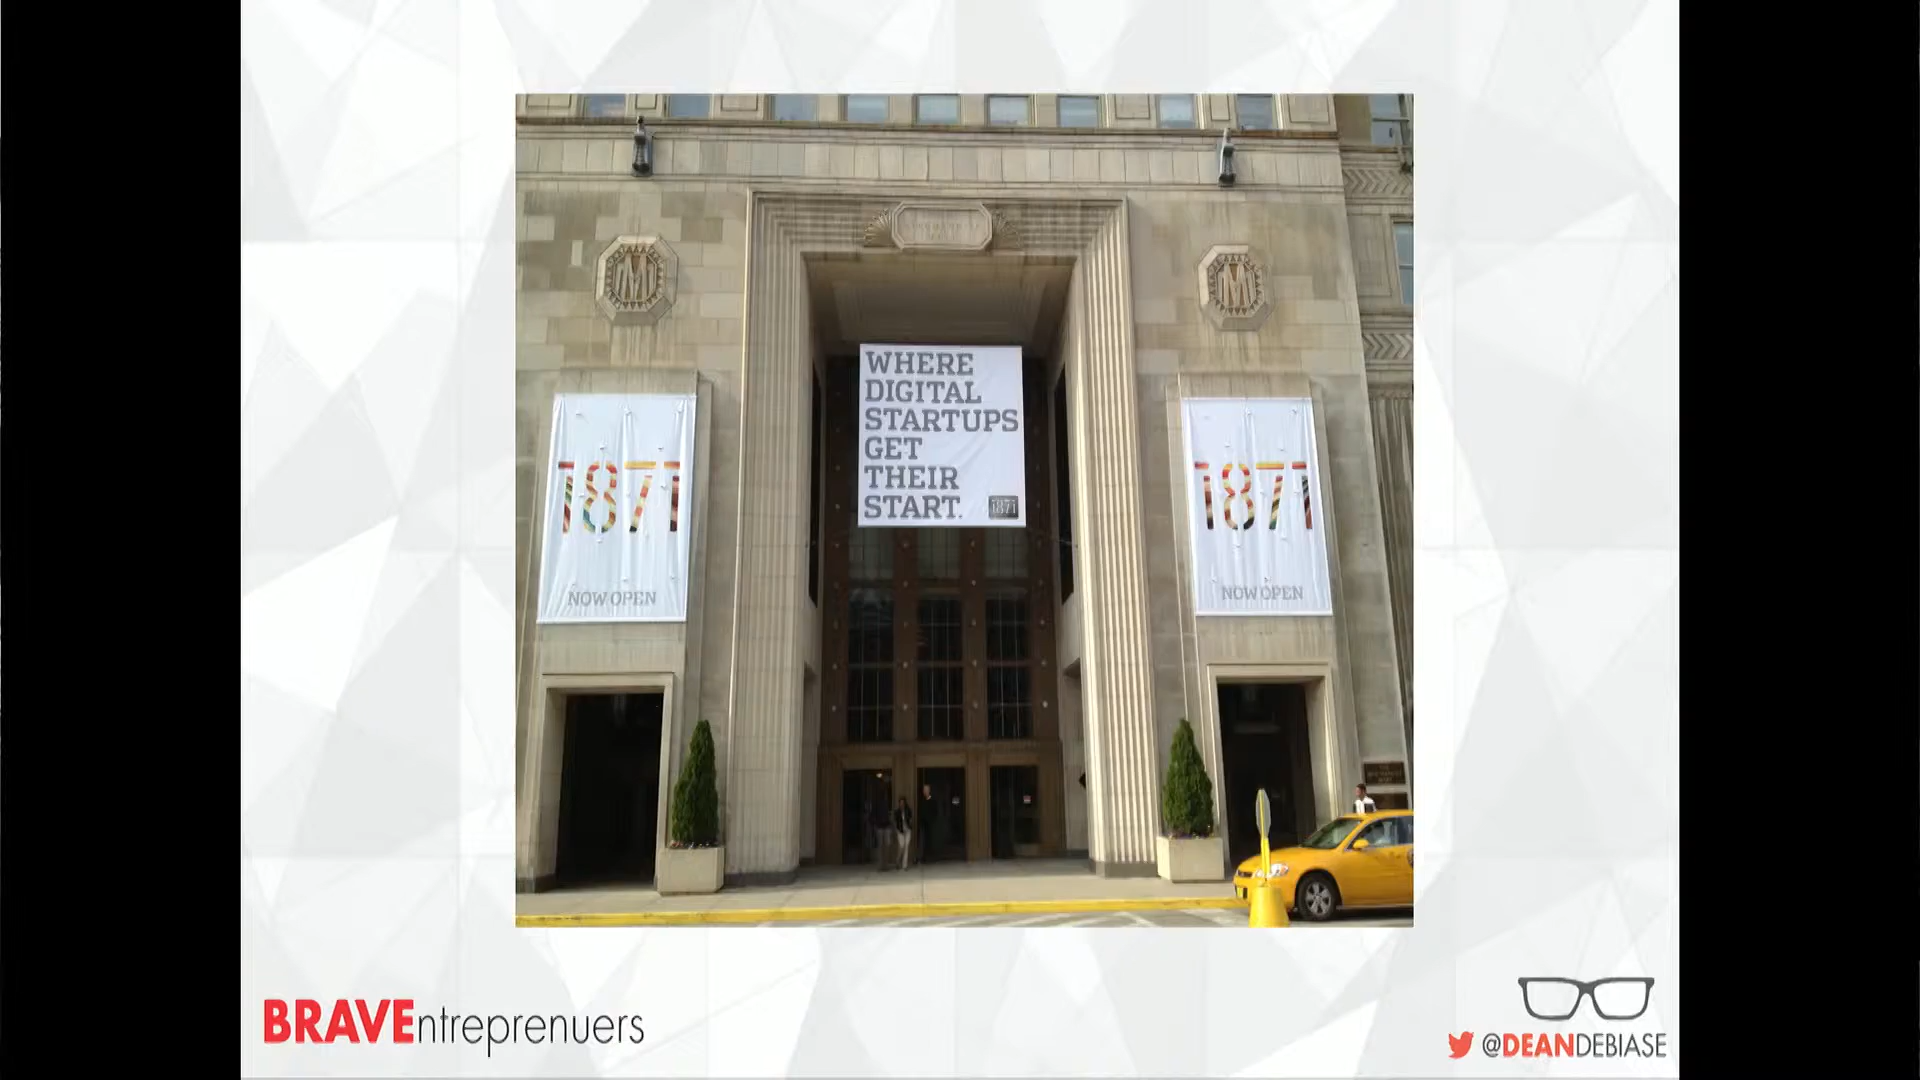 WHERE
DIGITAL
STARTUPS
GET
THEIR
START.
1871
1871
NOW OPEN
1871
NOW OPEN
BRAVEntreprenuers
@DEANDEBIASE